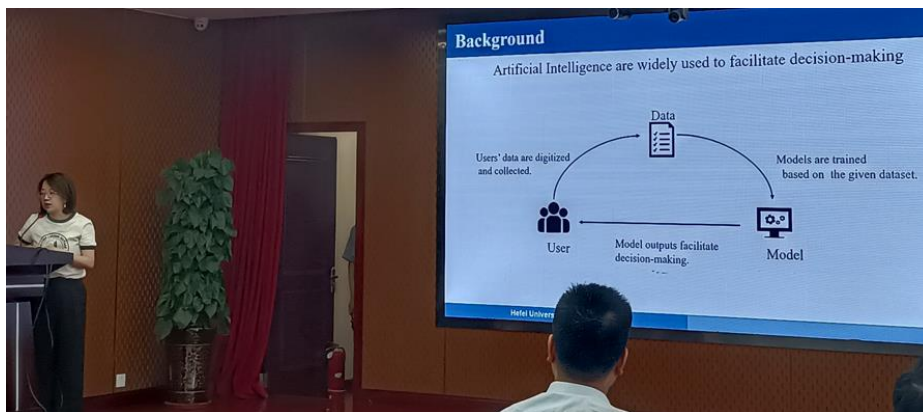 Background
Artificial Intelligence are widely used to facilitate decision-making
Data
Users' data are digitized
and collected.
Models are trained
based on the given dataset.
User
Model outputs facilitate
decision-making.
Model
Hefei